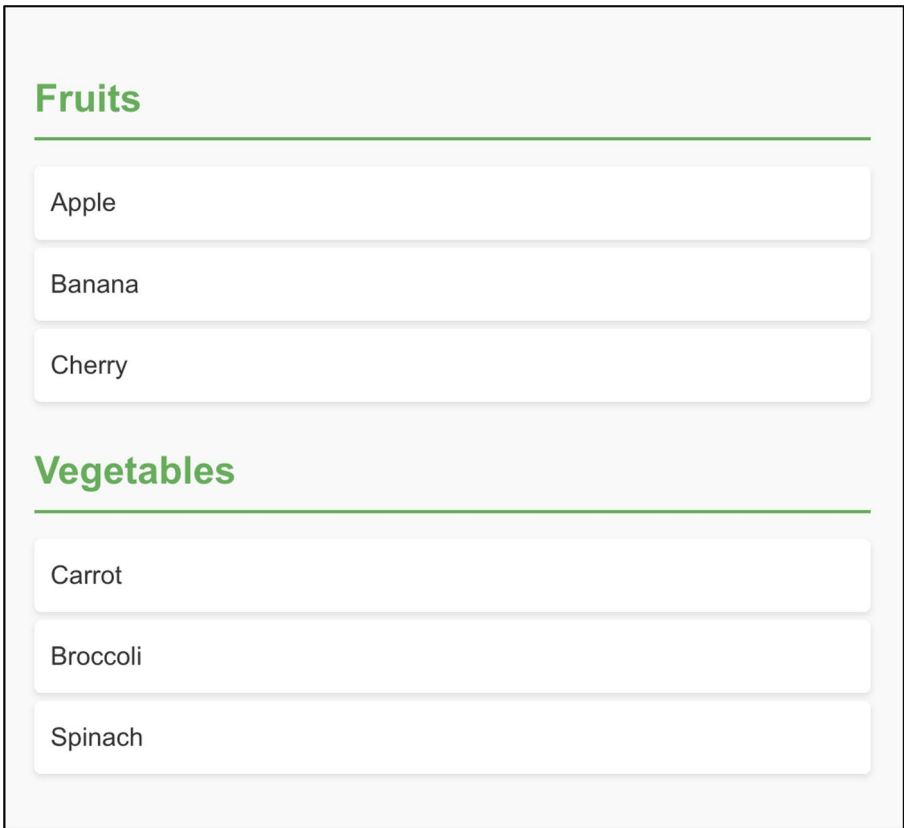 Fruits
Apple
Banana
Cherry
Vegetables
Carrot
Broccoli
Spinach